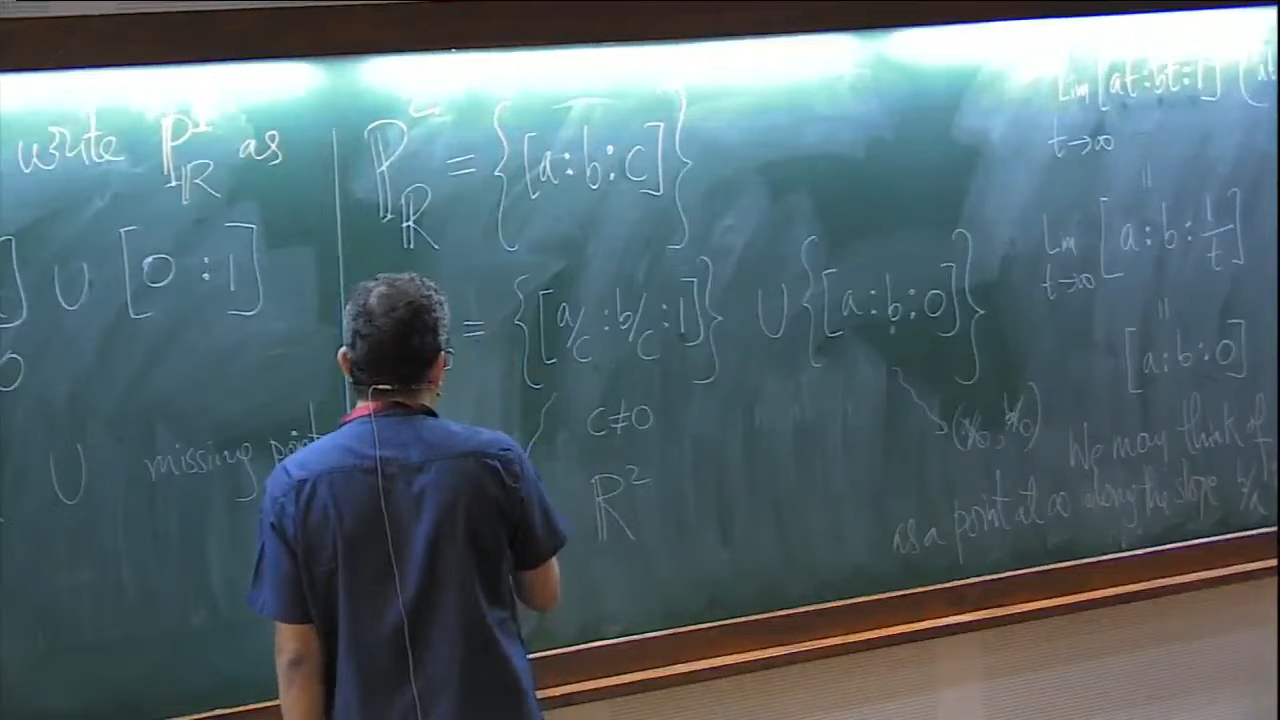 write ℙ¹_ℝ as
] ∪ [0 : 1]
0
∪ missing point
ℙ²_ℝ = {[a : b : c]}
= {[a/c : b/c : 1]} ∪ {[a : b : 0]}
c ≠ 0
ℝ²
(a/0, b/0)
Lim [at : bt : 1]
t→∞
=
Lim [a : b : 1/t]
t→∞
=
[a : b : 0]
We may think of
as a point at ∞ along the slope b/a